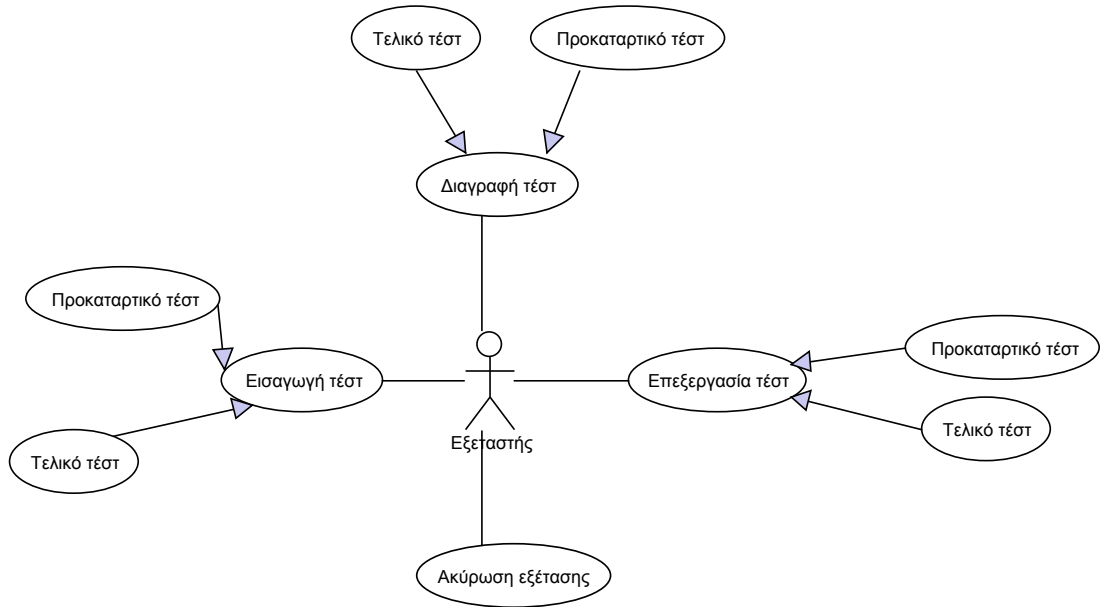 Τελικό τέστ
Προκαταρτικό τέστ
Διαγραφή τέστ
Προκαταρτικό τέστ
Εισαγωγή τέστ
Τελικό τέστ
Εξεταστής
Επεξεργασία τέστ
Προκαταρτικό τέστ
Τελικό τέστ
Ακύρωση εξέτασης